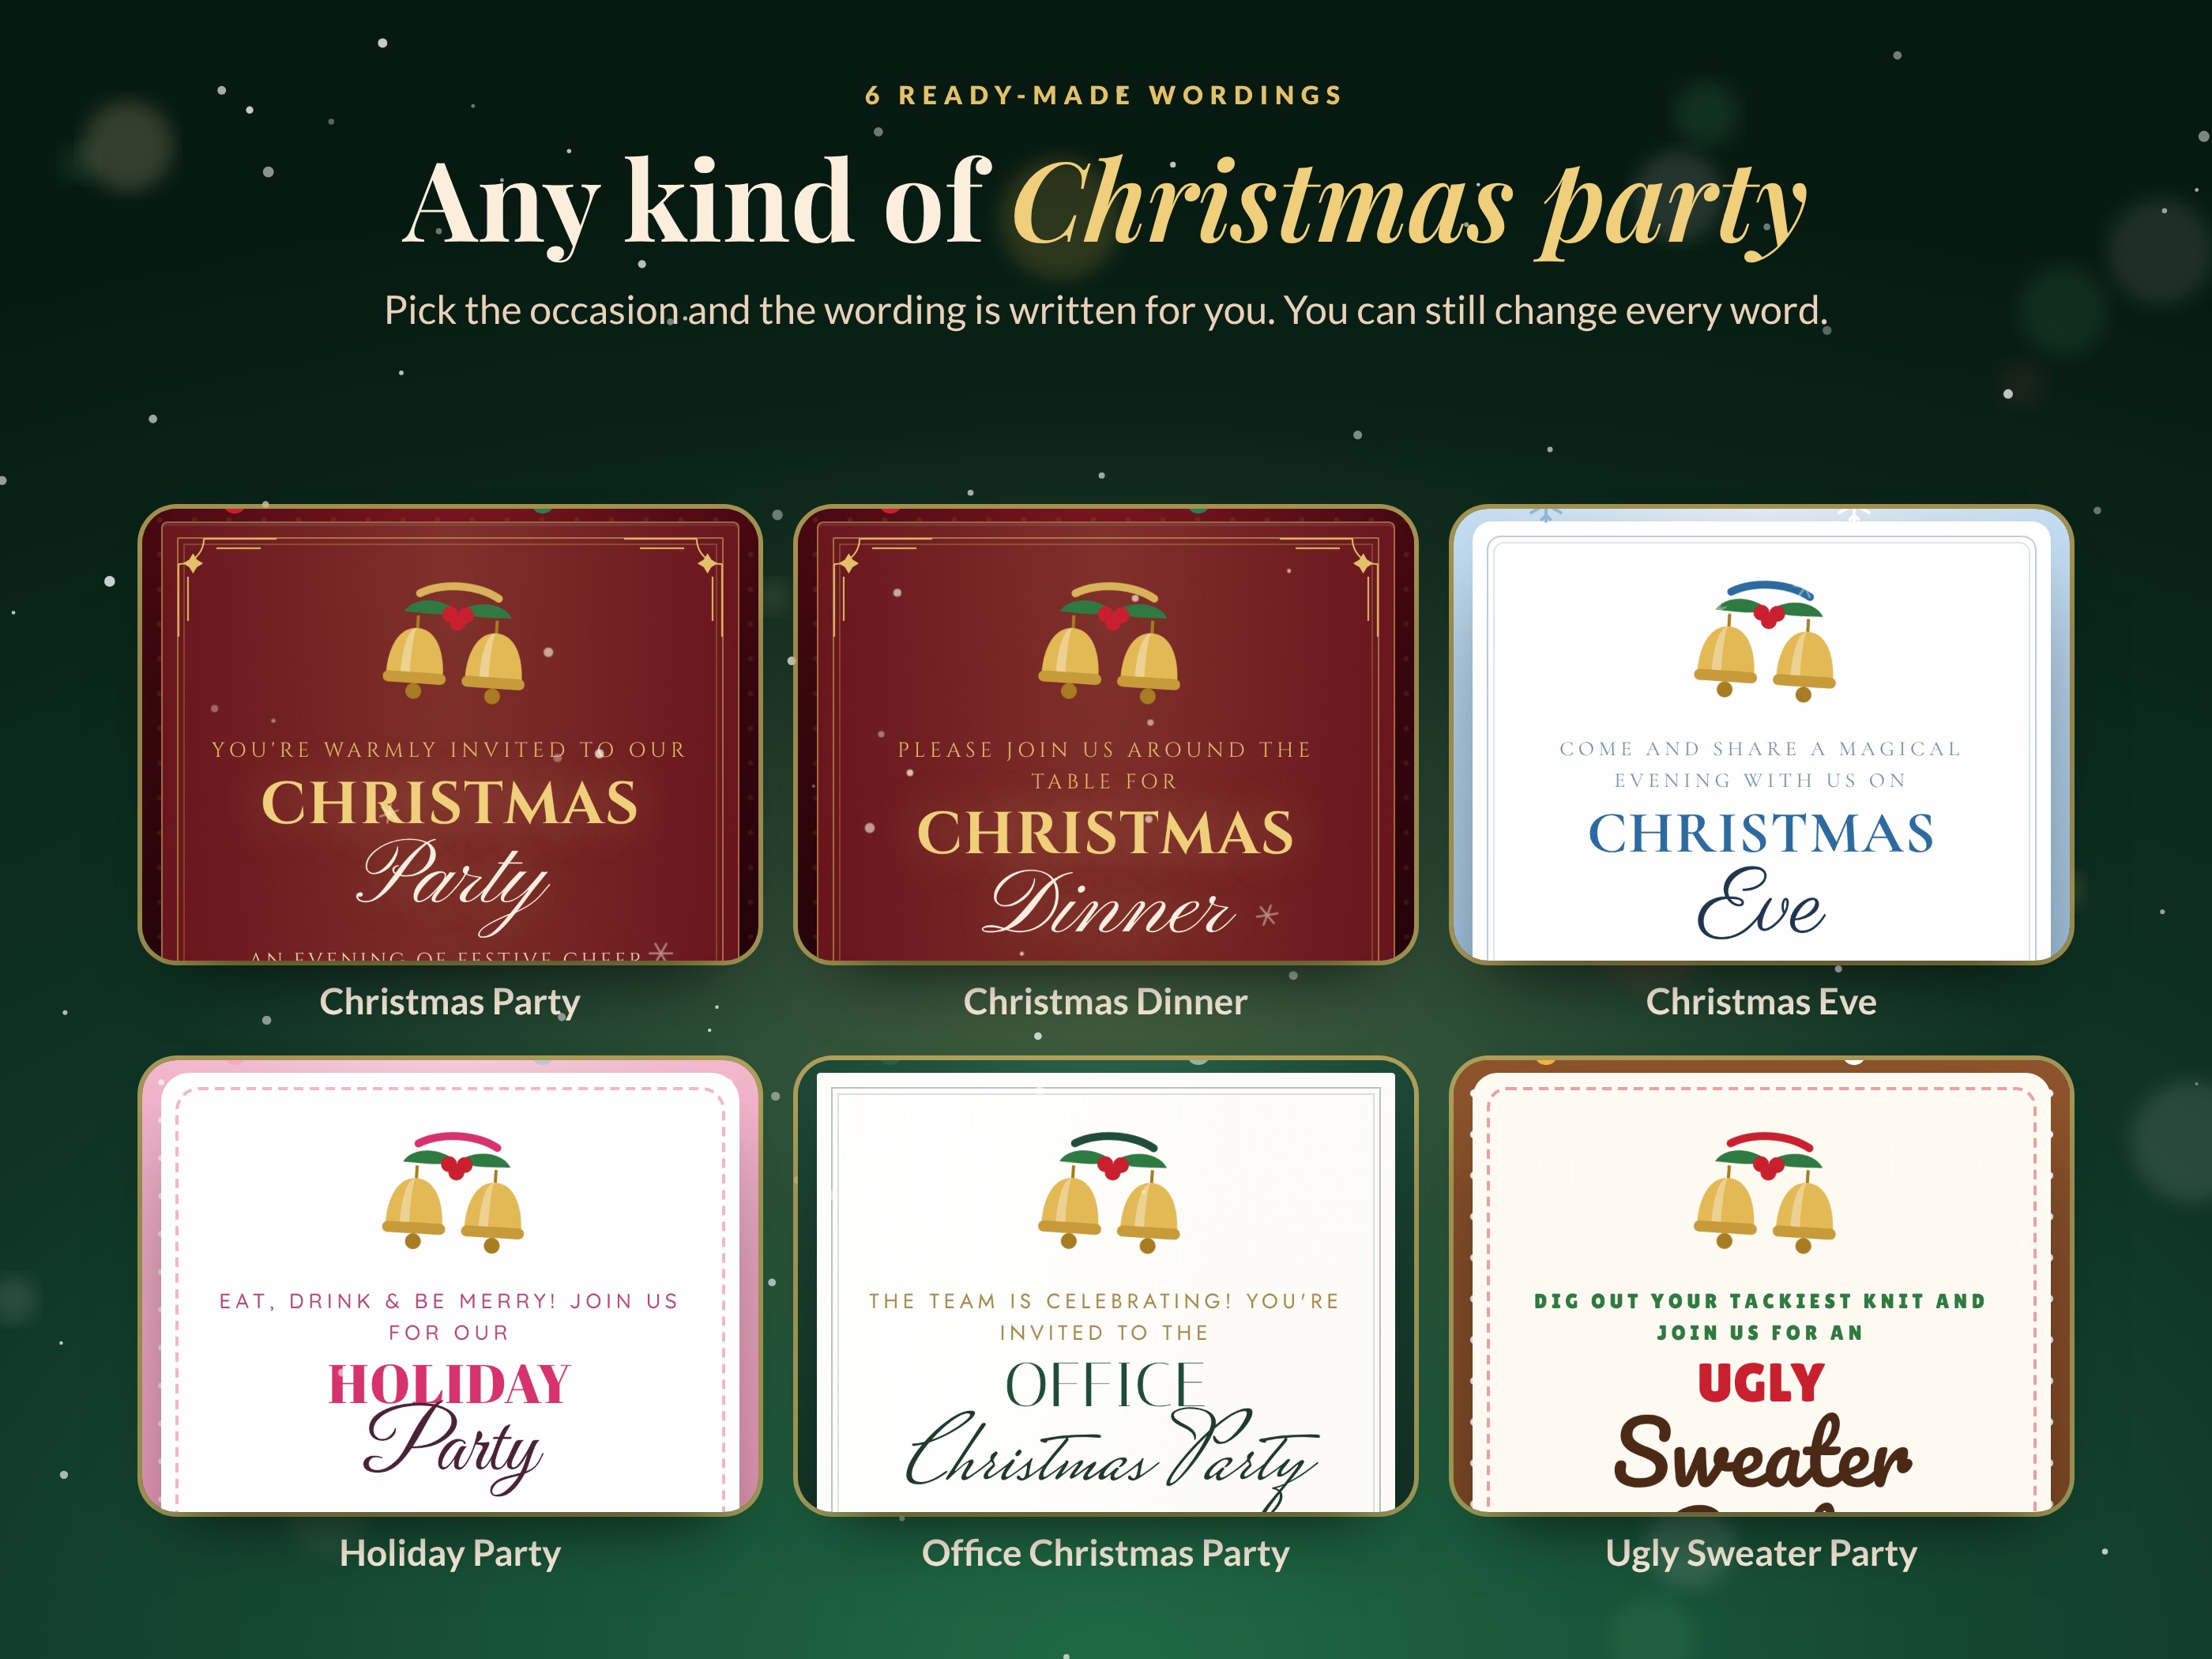 6 READY-MADE WORDINGS
Any kind of Christmas party
Pick the occasion and the wording is written for you. You can still change every word.
YOU'RE WARMLY INVITED TO OUR
CHRISTMAS
Party
AN EVENING OF FESTIVE CHEER
Christmas Party
PLEASE JOIN US AROUND THE
TABLE FOR
CHRISTMAS
Dinner
Christmas Dinner
COME AND SHARE A MAGICAL
EVENING WITH US ON
CHRISTMAS
Eve
Christmas Eve
EAT, DRINK & BE MERRY! JOIN US
FOR OUR
HOLIDAY
Party
Holiday Party
THE TEAM IS CELEBRATING! YOU'RE
INVITED TO THE
OFFICE
Christmas Party
Office Christmas Party
DIG OUT YOUR TACKIEST KNIT AND
JOIN US FOR AN
UGLY
Sweater
Ugly Sweater Party